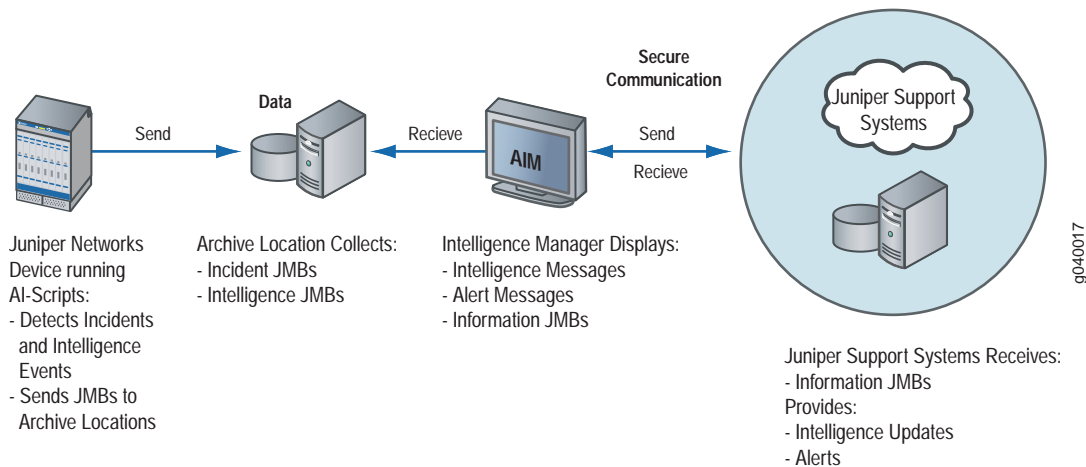 Secure
Communication
Data
Juniper Support
Systems
Send
Recieve
AIM
Send
Recieve
Juniper Networks
Device running
AI-Scripts:
- Detects Incidents
and Intelligence
Events
- Sends JMBs to
Archive Locations
Archive Location Collects:
- Incident JMBs
- Intelligence JMBs
Intelligence Manager Displays:
- Intelligence Messages
- Alert Messages
- Information JMBs
Juniper Support Systems Receives:
- Information JMBs
Provides:
- Intelligence Updates
- Alerts
g040017